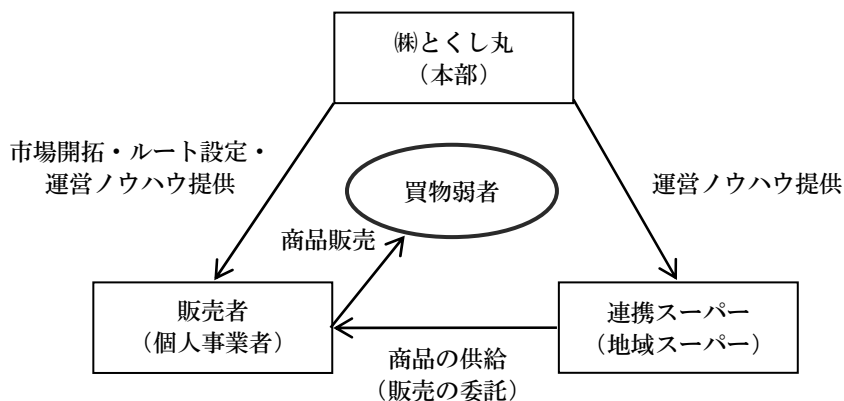 ㈱とくし丸
（本部）
市場開拓・ルート設定・
運営ノウハウ提供
買物弱者
運営ノウハウ提供
商品販売
販売者
（個人事業者）
連携スーパー
（地域スーパー）
商品の供給
（販売の委託）